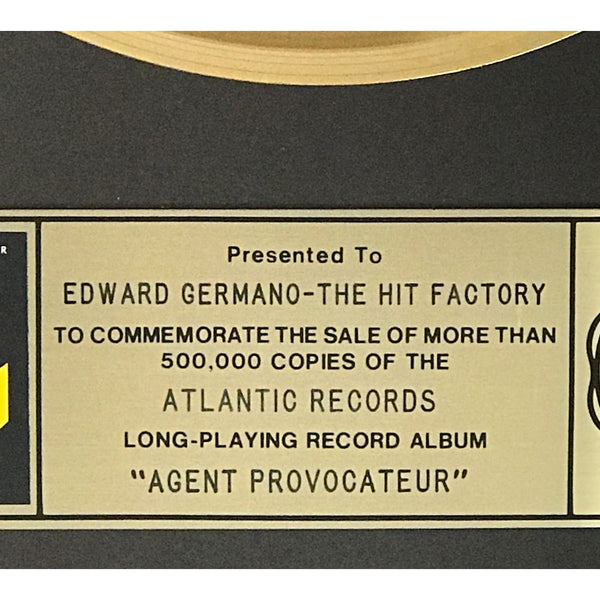 R
Presented To
EDWARD GERMANO-THE HIT FACTORY
TO COMMEMORATE THE SALE OF MORE THAN
500,000 COPIES OF THE
ATLANTIC RECORDS
LONG-PLAYING RECORD ALBUM
"AGENT PROVOCATEUR"